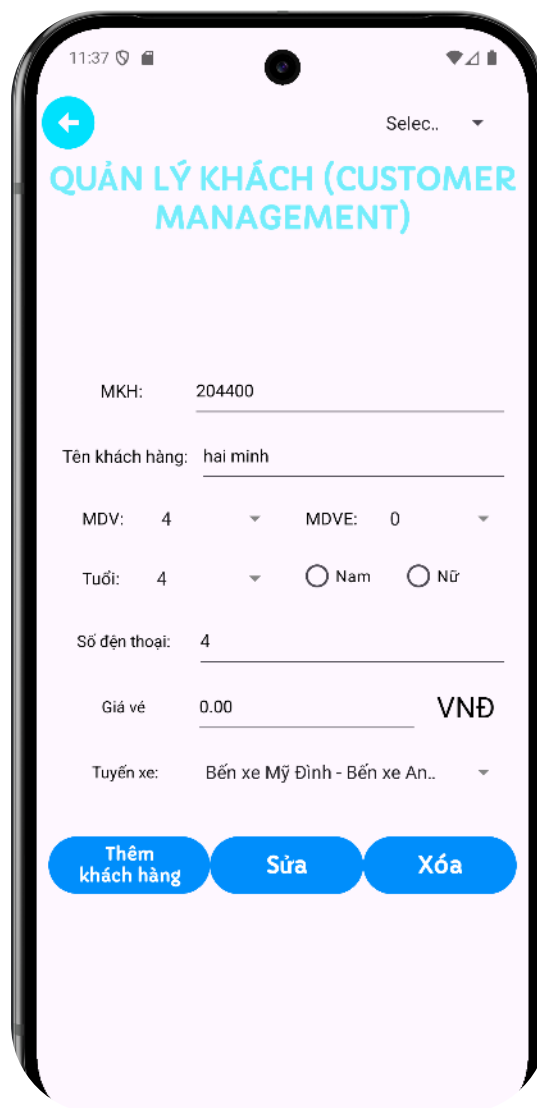 11:37
Selec..
QUẢN LÝ KHÁCH (CUSTOMER
MANAGEMENT)
MKH: 204400
Tên khách hàng: hai minh
MDV: 4 MDVE: 0
Tuổi: 4 Nam Nữ
Số đện thoại: 4
Giá vé 0.00 VNĐ
Tuyến xe: Bến xe Mỹ Đình - Bến xe An..
Thêm
khách hàng Sửa Xóa